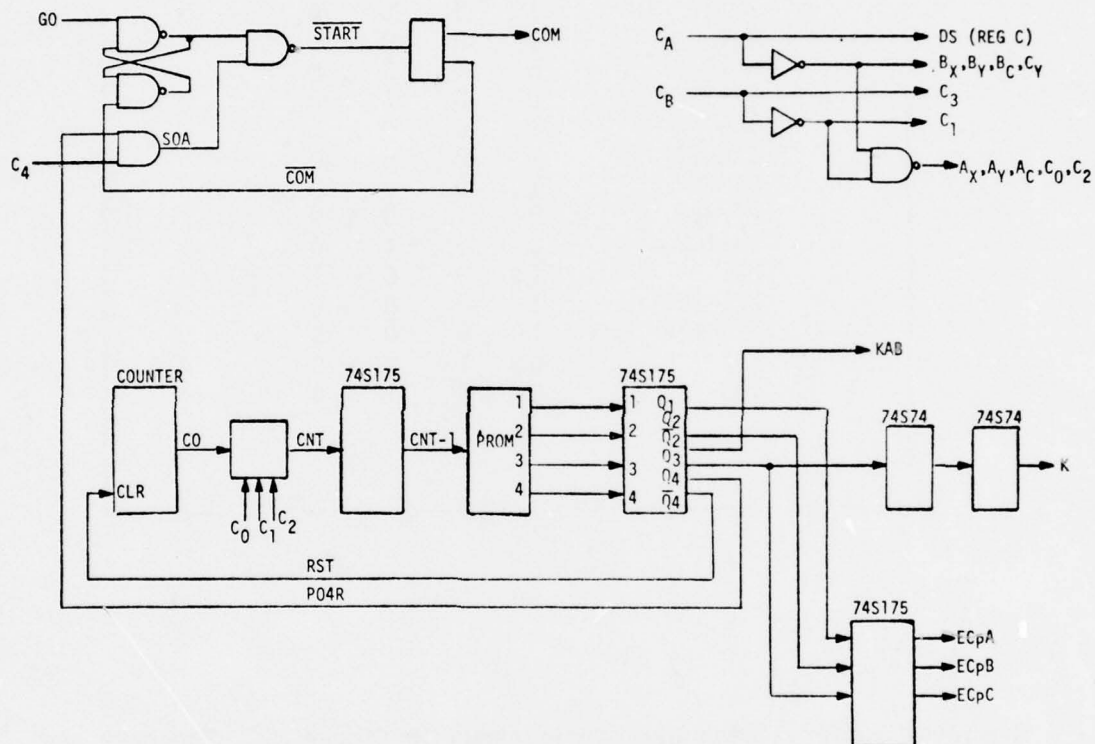 GO
START
COM
SOA
C4
COM
CA
DS (REG C)
BX, BY, BC, CY
CB
C3
C1
AX, AY, AC, C0, C2
KAB
COUNTER
CO
CLR
CNT
C0 C1 C2
74S175
CNT-1
PROM
1
2
3
4
74S175
1
2
3
4
Q1
Q2
Q2
Q3
Q4
Q4
74S74
74S74
K
RST
PO4R
74S175
ECpA
ECpB
ECpC